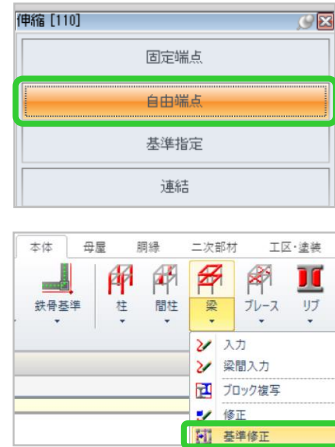 伸縮 [110]
固定端点
自由端点
基準指定
連結
本体 母屋 胴縁 二次部材 工区・塗装
鉄骨基準 柱 間柱 梁 ブレース リブ
入力
梁間入力
ブロック複写
修正
基準修正